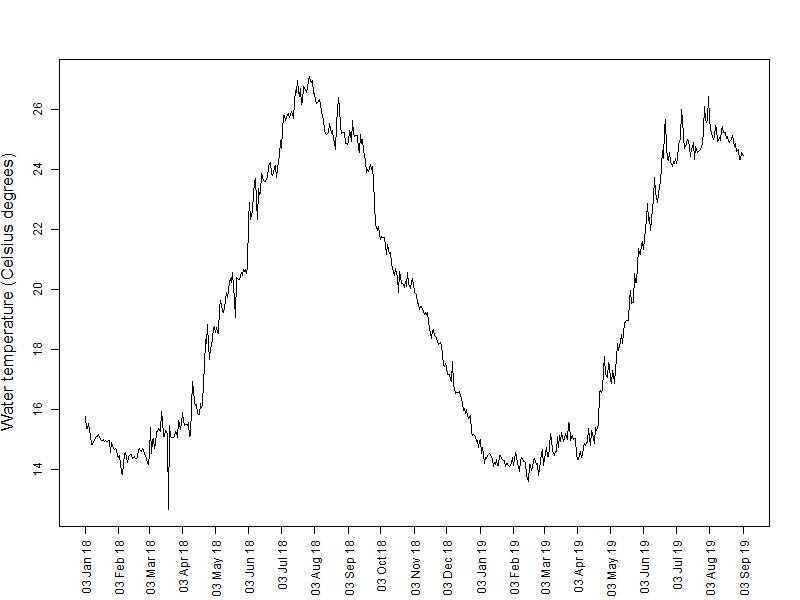 Water temperature (Celsius degrees)
26
24
22
20
18
16
14
03 Jan 18
03 Feb 18
03 Mar 18
03 Apr 18
03 May 18
03 Jun 18
03 Jul 18
03 Aug 18
03 Sep 18
03 Oct 18
03 Nov 18
03 Dec 18
03 Jan 19
03 Feb 19
03 Mar 19
03 Apr 19
03 May 19
03 Jun 19
03 Jul 19
03 Aug 19
03 Sep 19